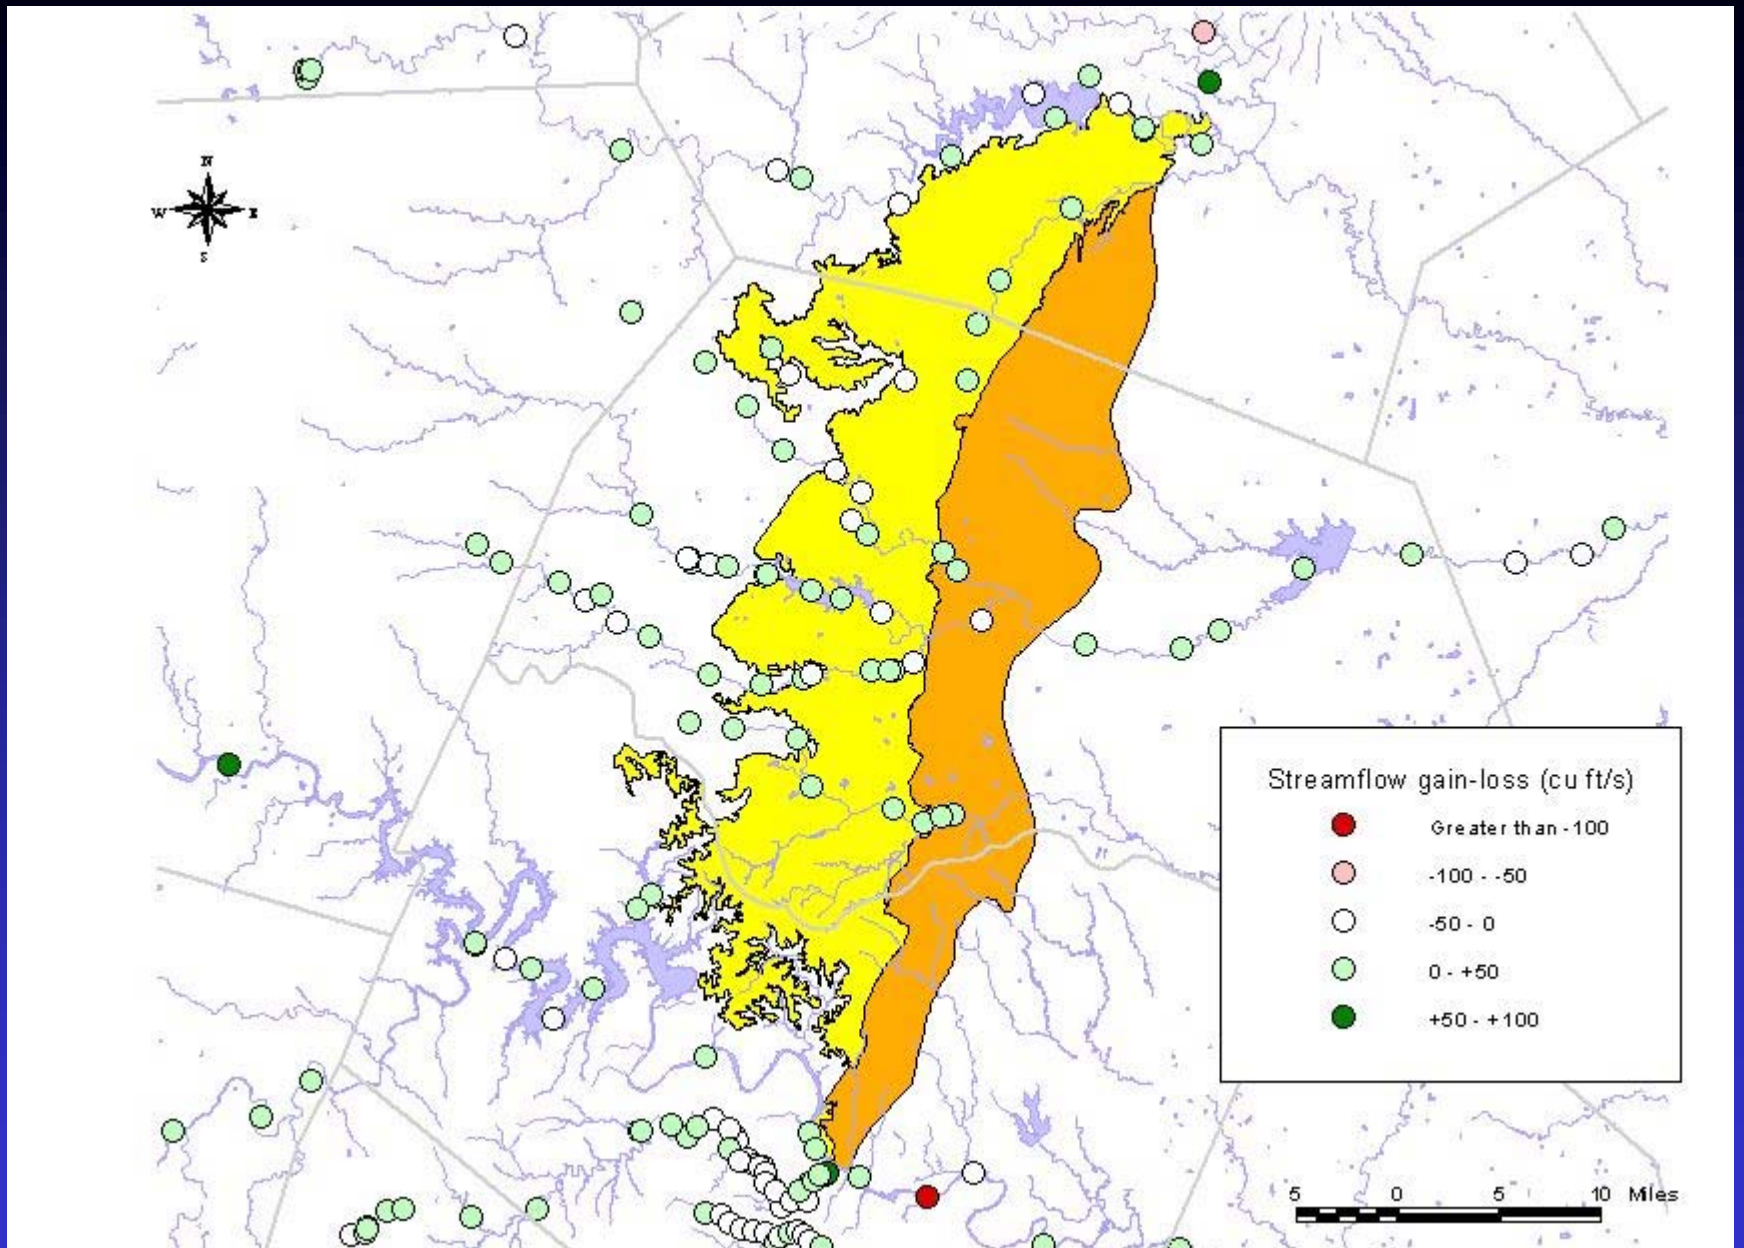 N
W E
S
Streamflow gain-loss (cu ft/s)
Greater than -100
-100 - -50
-50 - 0
0 - +50
+50 - +100
5 0 5 10 Miles